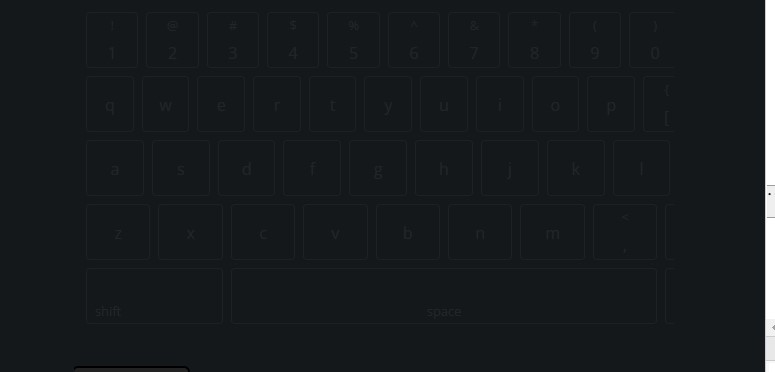 ! @ # $ % ^ & * ( )
1 2 3 4 5 6 7 8 9 0
q w e r t y u i o p [
a s d f g h j k l
z x c v b n m <
,
shift space